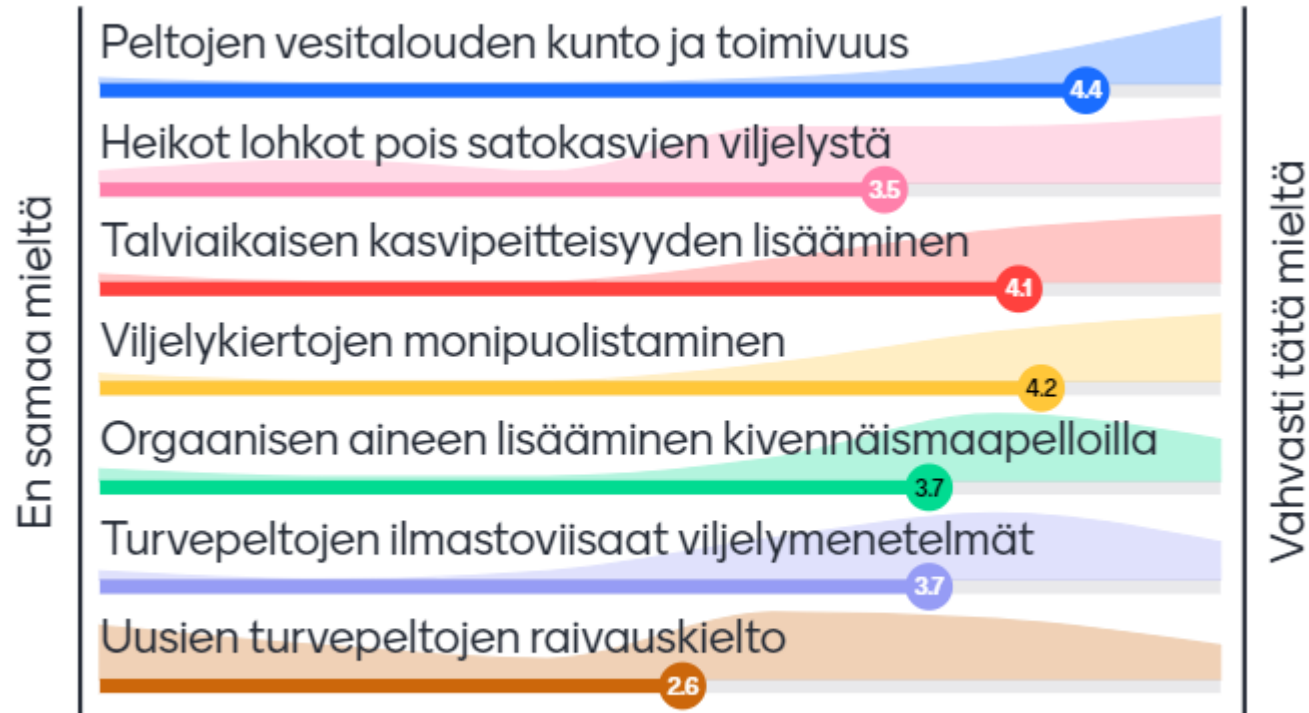 En samaa mieltä
Peltojen vesitalouden kunto ja toimivuus
4.4
Heikot lohkot pois satokasvien viljelystä
3.5
Talviaikaisen kasvipeitteisyyden lisääminen
4.1
Viljelykiertojen monipuolistaminen
4.2
Orgaanisen aineen lisääminen kivennäismaapelloilla
3.7
Turvepeltojen ilmastoviisaat viljelymenetelmät
3.7
Uusien turvepeltojen raivauskielto
2.6
Vahvasti tätä mieltä